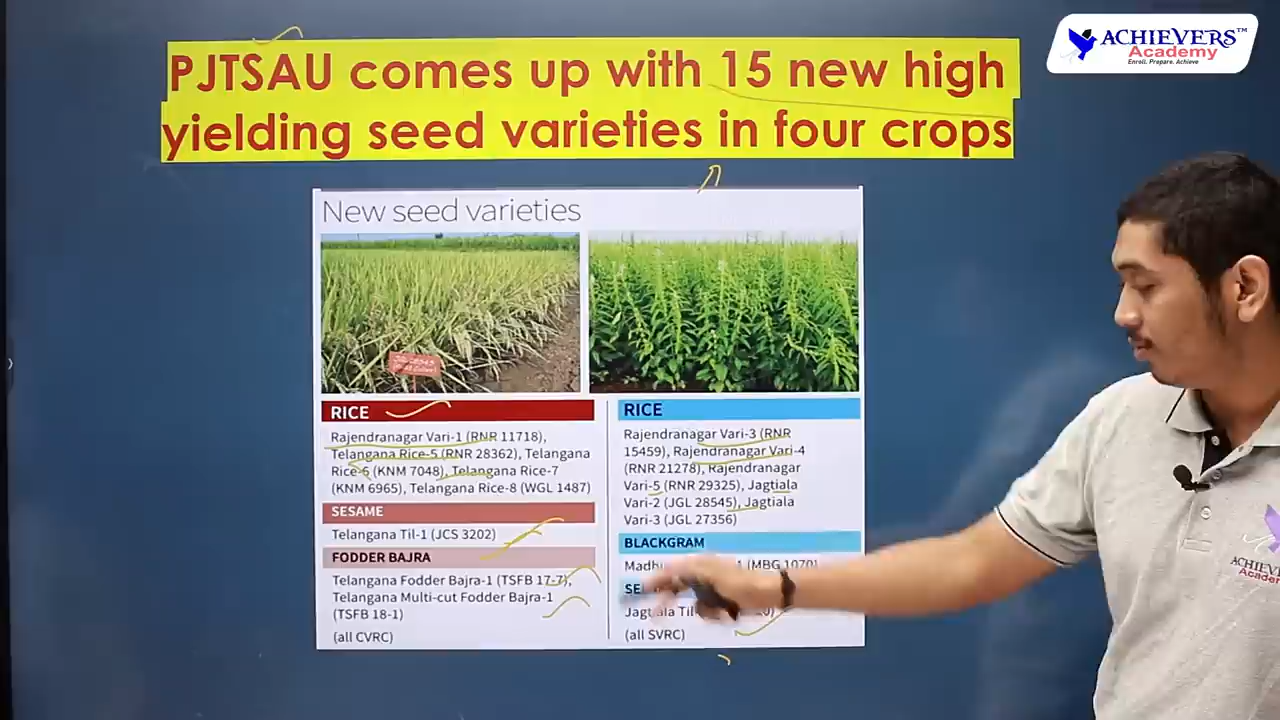 PJTSAU comes up with 15 new high
yielding seed varieties in four crops
ACHIEVERS™
Academy
Enroll. Prepare. Achieve
New seed varieties
RICE
Rajendranagar Vari-1 (RNR 11718),
Telangana Rice-5 (RNR 28362), Telangana
Rice-6 (KNM 7048), Telangana Rice-7
(KNM 6965), Telangana Rice-8 (WGL 1487)
SESAME
Telangana Til-1 (JCS 3202)
FODDER BAJRA
Telangana Fodder Bajra-1 (TSFB 17-7),
Telangana Multi-cut Fodder Bajra-1
(TSFB 18-1)
(all CVRC)
RICE
Rajendranagar Vari-3 (RNR
15459), Rajendranagar Vari-4
(RNR 21278), Rajendranagar
Vari-5 (RNR 29325), Jagtiala
Vari-2 (JGL 28545), Jagtiala
Vari-3 (JGL 27356)
BLACKGRAM
(MBG 1070)
Jagtiala Til
(all SVRC)
ACHIEVE
Academ